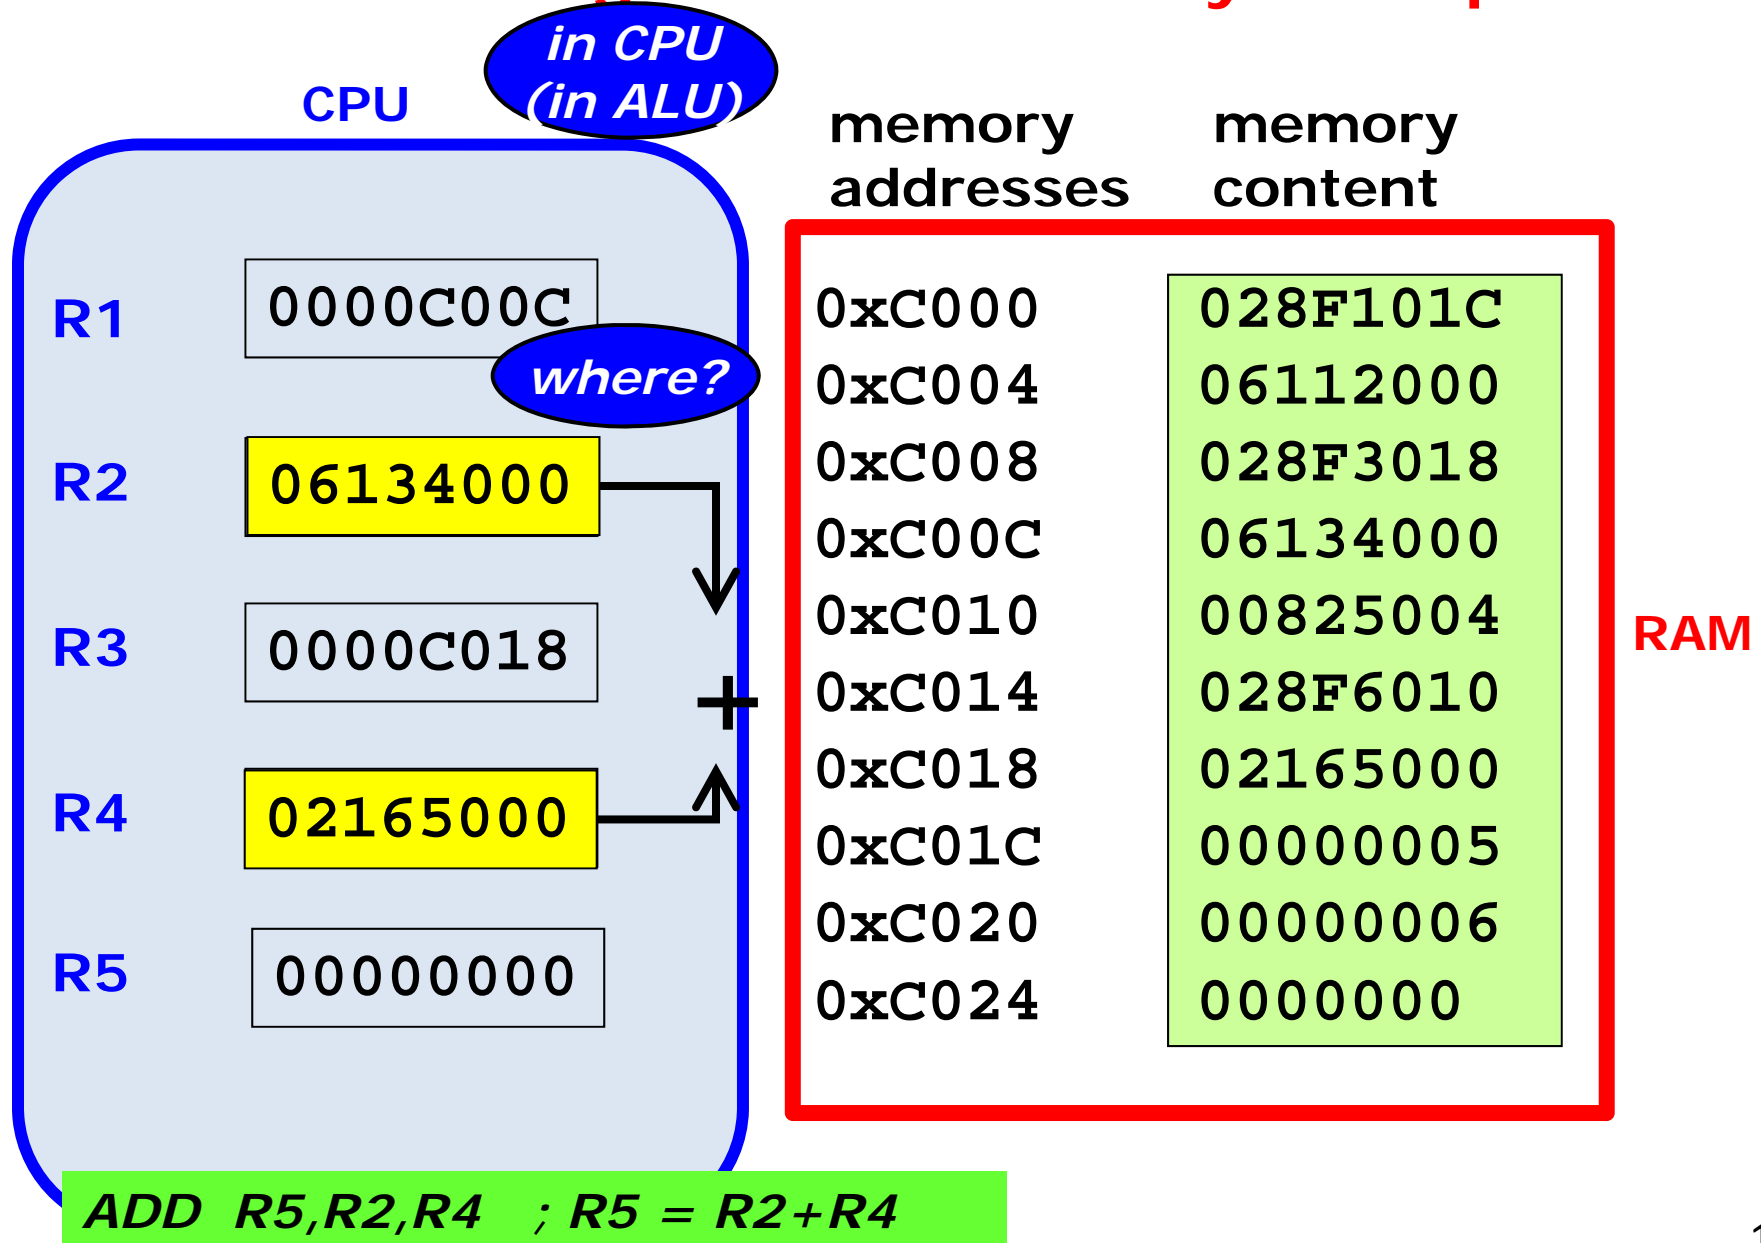 in CPU
(in ALU)
CPU
memory addresses
memory content
R1 0000C00C
where?
R2 06134000
R3 0000C018
+
R4 02165000
R5 00000000
0xC000 028F101C
0xC004 06112000
0xC008 028F3018
0xC00C 06134000
0xC010 00825004
0xC014 028F6010
0xC018 02165000
0xC01C 00000005
0xC020 00000006
0xC024 0000000
RAM
ADD R5,R2,R4 ; R5 = R2+R4